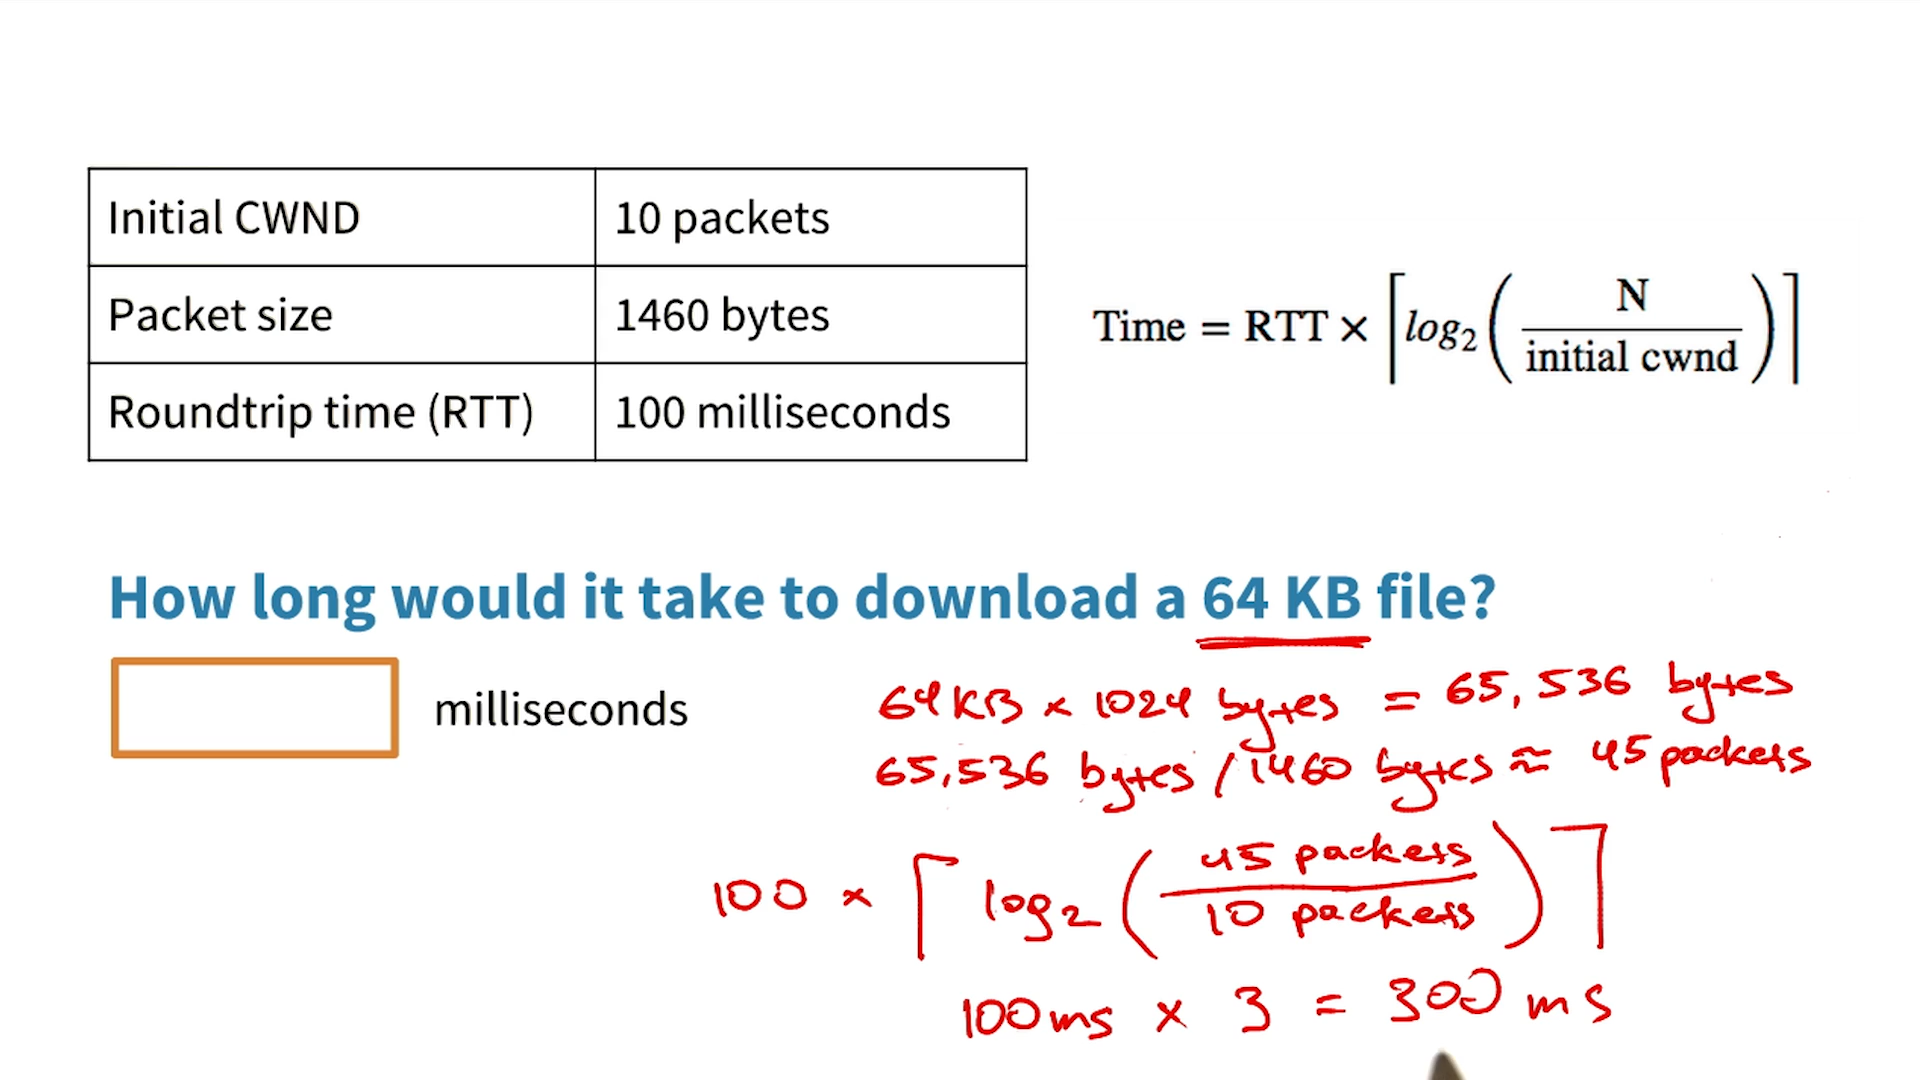 Initial CWND 10 packets
Packet size 1460 bytes
Roundtrip time (RTT) 100 milliseconds
Time = RTT × ⌈log₂(N / initial cwnd)⌉
How long would it take to download a 64 KB file?
milliseconds
64KB × 1024 bytes = 65,536 bytes
65,536 bytes / 1460 bytes ≈ 45 packets
100 × ⌈log₂(45 packets / 10 packets)⌉
100ms × 3 = 300 ms